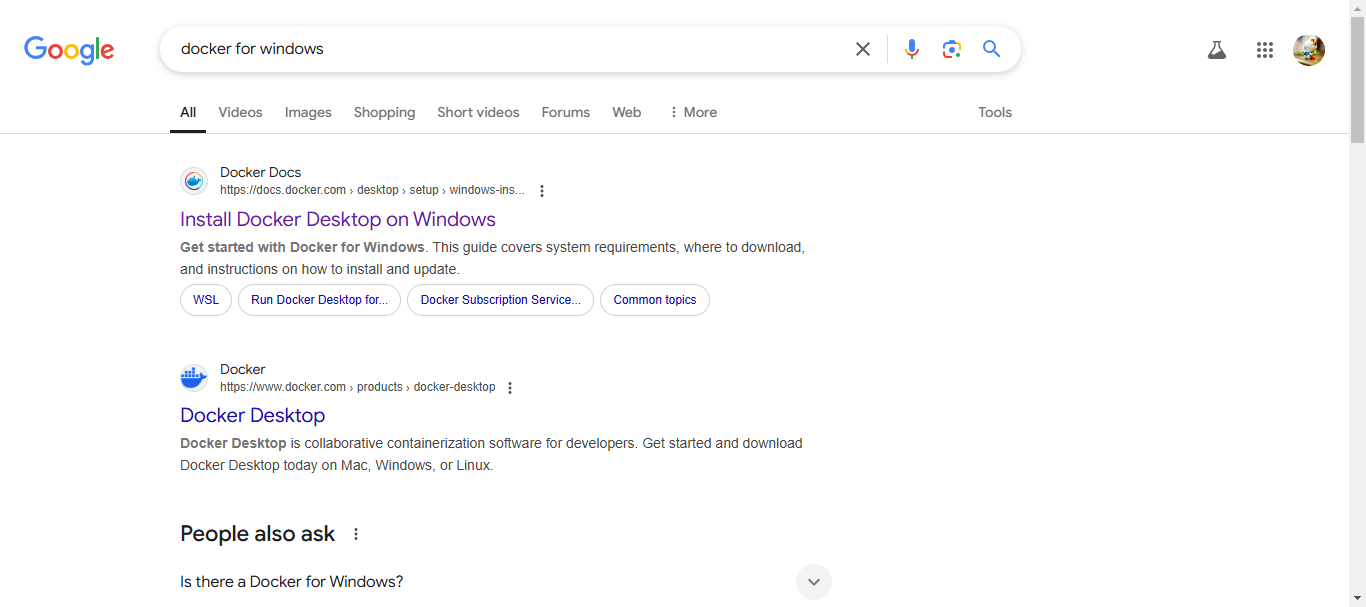 Google
docker for windows
All Videos Images Shopping Short videos Forums Web More Tools
Docker Docs
https://docs.docker.com › desktop › setup › windows-ins...
Install Docker Desktop on Windows
Get started with Docker for Windows. This guide covers system requirements, where to download,
and instructions on how to install and update.
WSL Run Docker Desktop for... Docker Subscription Service... Common topics
Docker
https://www.docker.com › products › docker-desktop
Docker Desktop
Docker Desktop is collaborative containerization software for developers. Get started and download
Docker Desktop today on Mac, Windows, or Linux.
People also ask
Is there a Docker for Windows?